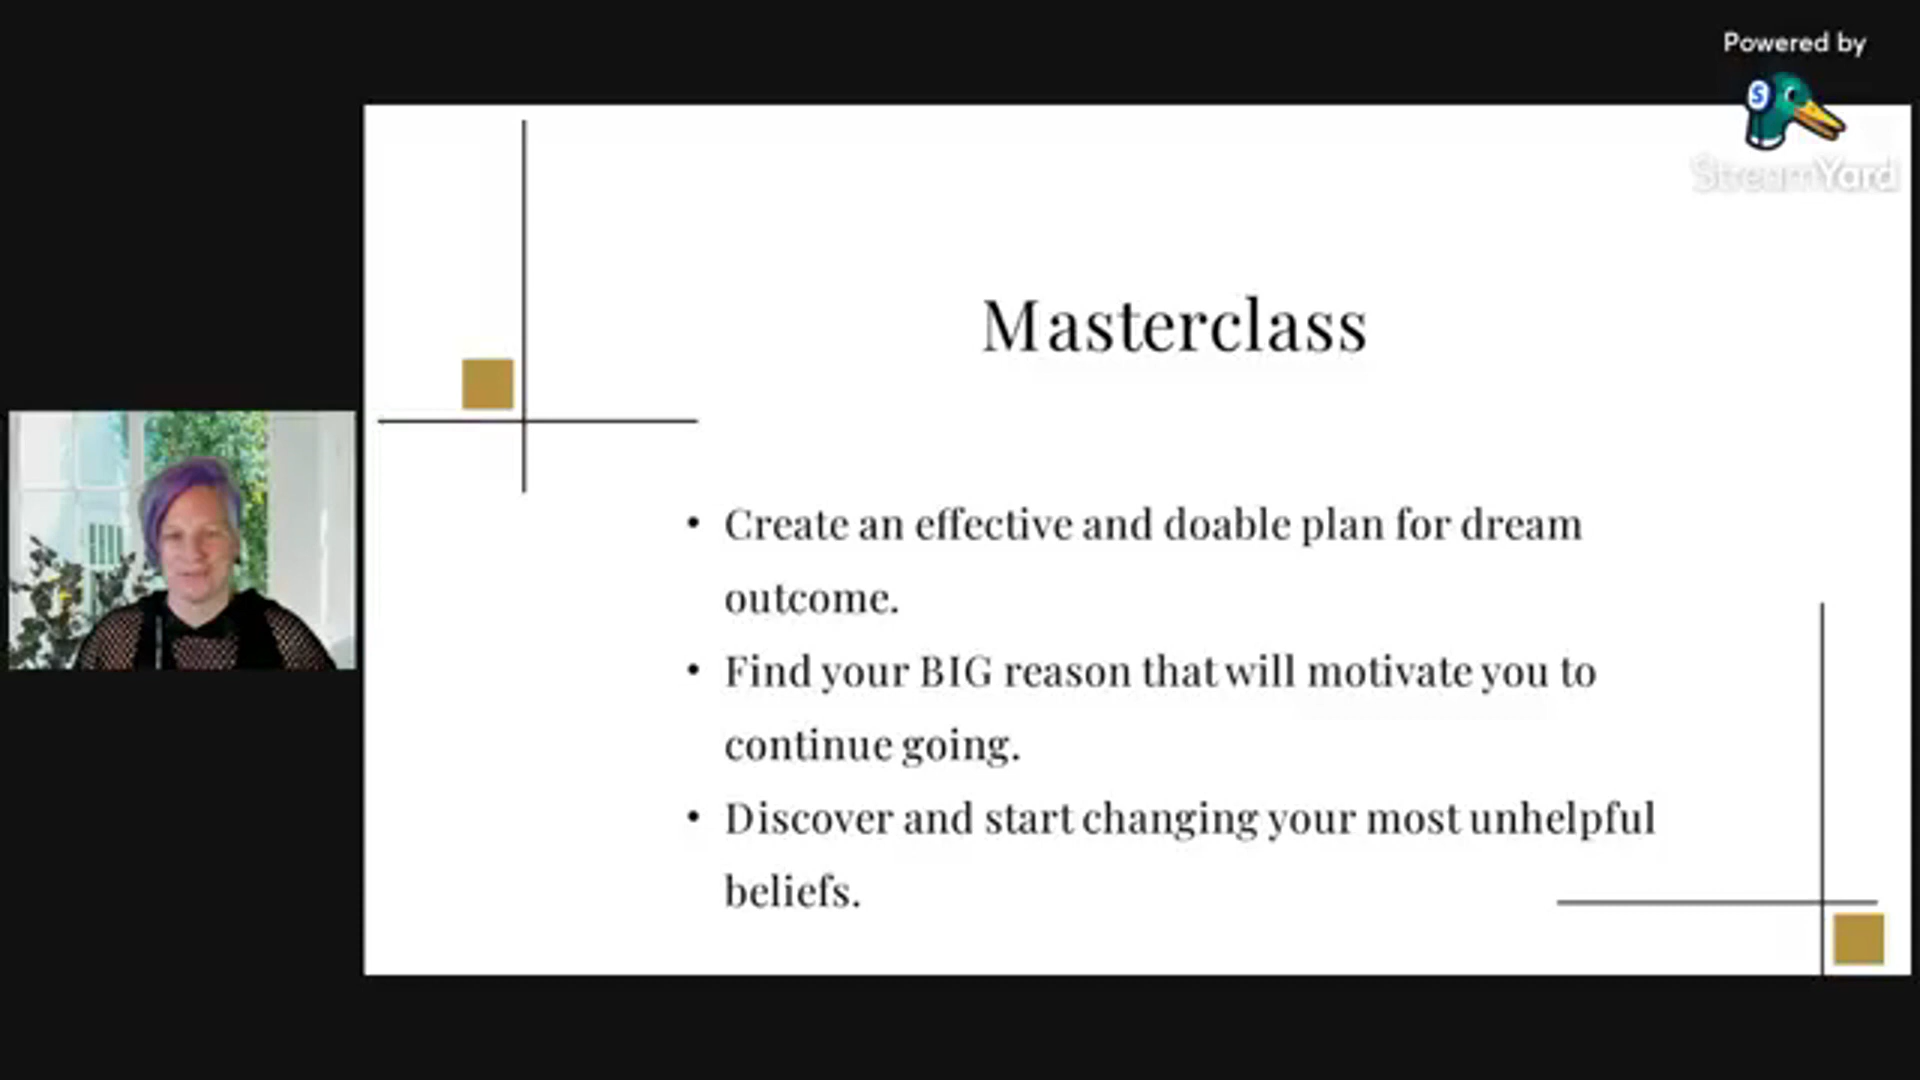 Powered by
S
StreamYard
Masterclass
• Create an effective and doable plan for dream
outcome.
• Find your BIG reason that will motivate you to
continue going.
• Discover and start changing your most unhelpful
beliefs.